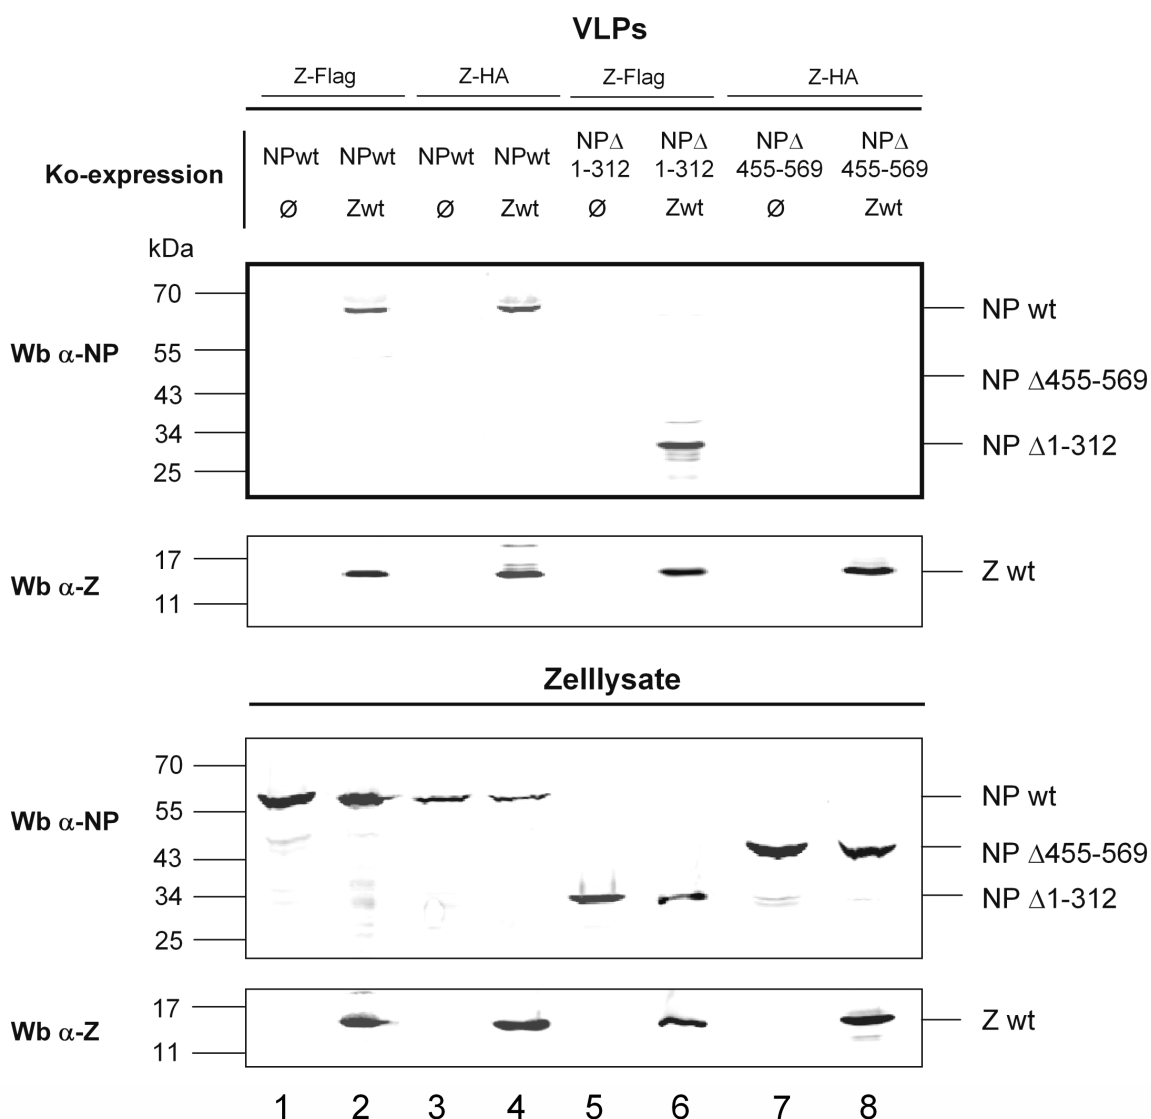 VLPs
Z-Flag Z-HA Z-Flag Z-HA
NPwt NPwt NPwt NPwt NPΔ NPΔ NPΔ NPΔ
1-312 1-312 455-569 455-569
Ko-expression
Ø Zwt Ø Zwt Ø Zwt Ø Zwt
kDa
70
NP wt
Wb α-NP
55
NP Δ455-569
43
34
NP Δ1-312
25
17
Z wt
Wb α-Z
11
Zelllysate
70
NP wt
Wb α-NP
55
NP Δ455-569
43
34
NP Δ1-312
25
17
Z wt
Wb α-Z
11
1 2 3 4 5 6 7 8